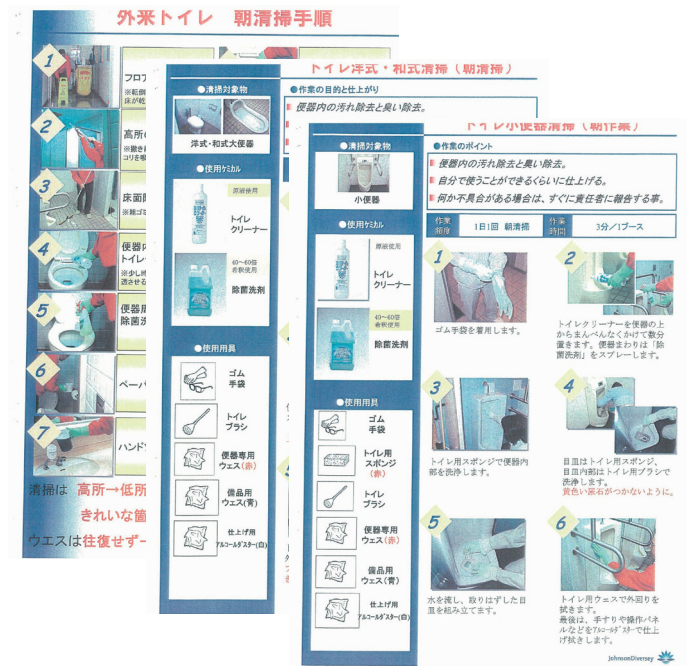 外来トイレ 朝清掃手順
1
フロア
※転倒
床が乾
2
高所の
※撒き
コリを吸
3
床面
※軽ゴミ
4
便器内
トイレ
※少し
透させる
5
便器
除菌洗
6
ペーパ
7
ハンド
清掃は 高所→低所
きれいな箇
ウエスは往復せず一
トイレ洋式・和式清掃(朝清掃)
●清掃対象物
洋式・和式大便器
●使用ケミカル
原液使用
トイレ
クリーナー
40~60倍
希釈使用
除菌洗剤
●使用用具
ゴム
手袋
トイレ
ブラシ
便器専用
ウェス(赤)
備品用
ウェス(青)
仕上げ用
アルコールダスター(白)
●作業の目的と仕上がり
便器内の汚れ除去と臭い除去。
トイレ小便器清掃(朝作業)
●清掃対象物
小便器
●使用ケミカル
原液使用
トイレ
クリーナー
40~60倍
希釈使用
除菌洗剤
●使用用具
ゴム
手袋
トイレ用
スポンジ
(赤)
トイレ
ブラシ
便器専用
ウェス(赤)
備品用
ウェス(青)
仕上げ用
アルコールダスター(白)
●作業のポイント
便器内の汚れ除去と臭い除去。
自分で使うことができるくらいに仕上げる。
何か不具合がある場合は、すぐに責任者に報告する事。
作業
頻度
1日1回 朝清掃
作業
時間
3分/1ブース
1
ゴム手袋を着用します。
2
トイレクリーナーを便器の上
からまんべんなくかけて数分
置きます。便器まわりは「除
菌洗剤」をスプレーします。
3
トイレ用スポンジで便器内
部を洗浄します。
4
目皿はトイレ用スポンジ、
目皿内部はトイレ用ブラシで
洗浄します。
黄色い尿石がつかないように。
5
水を流し、取りはずした目
皿を組み立てます。
6
トイレ用ウェスで外回りを
拭きます。
最後は、手すりや操作パネ
ルなどをアルコールダスターで仕上
げ拭きします。
JohnsonDiversey